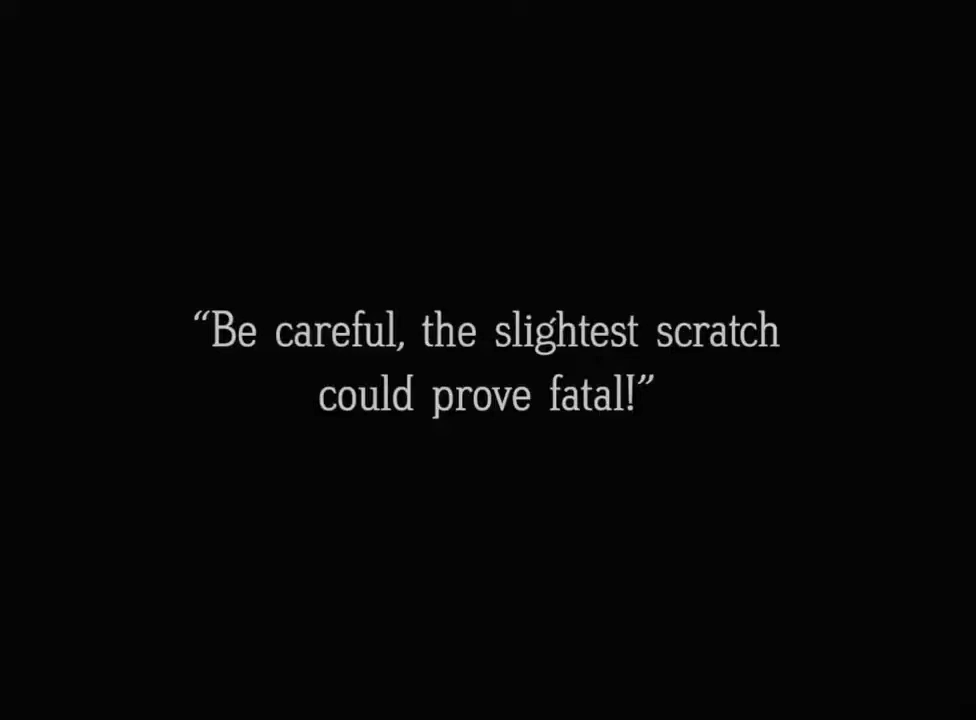 “Be careful, the slightest scratch
could prove fatal!”